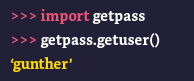 >>> import getpass
>>> getpass.getuser()
‘gunther’